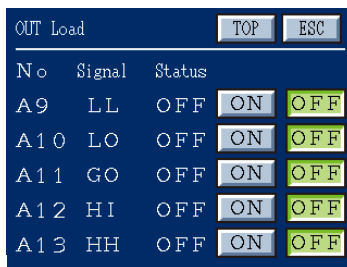 OUT Load TOP ESC
No Signal Status
A9 LL OFF ON OFF
A10 LO OFF ON OFF
A11 GO OFF ON OFF
A12 HI OFF ON OFF
A13 HH OFF ON OFF